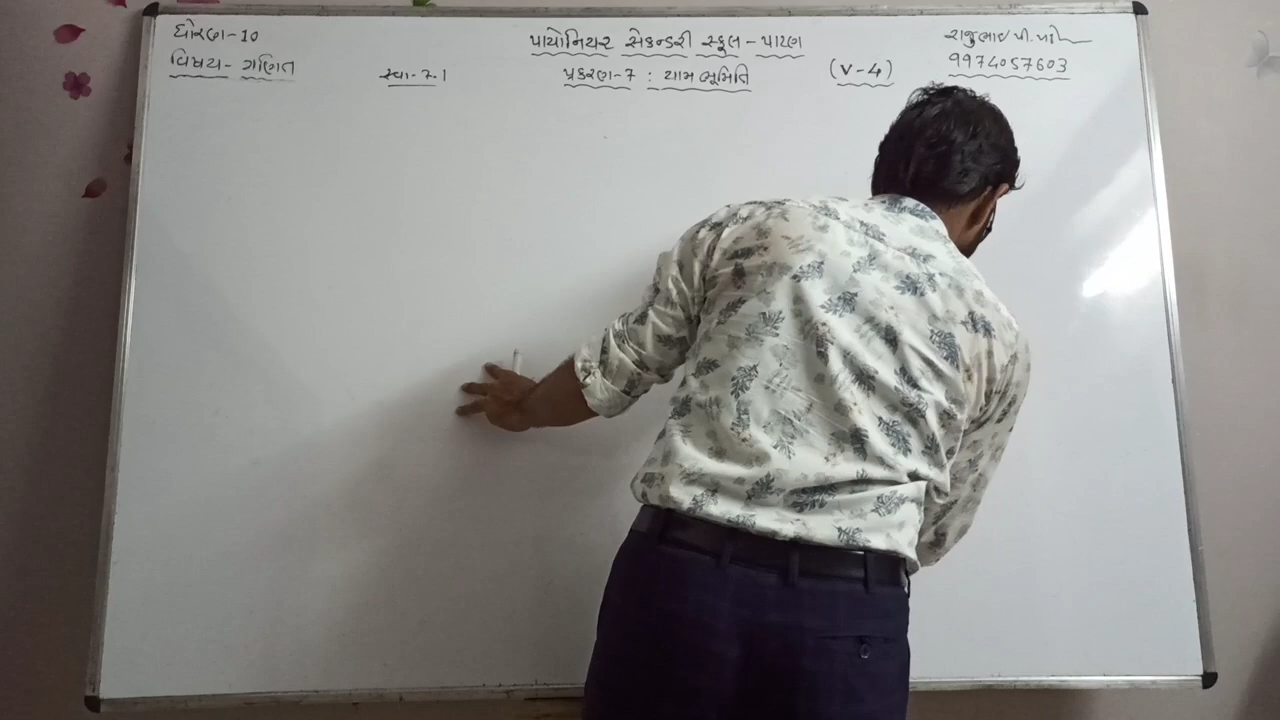 ધોરણ-10 પાયોનિયર સેકન્ડરી સ્કૂલ - પાટણ રાજુભાઇ પી.
વિષય- ગણિત સ્વા-7.1 પ્રકરણ-7 : યામ ભૂમિતિ (V-4) 9974057603